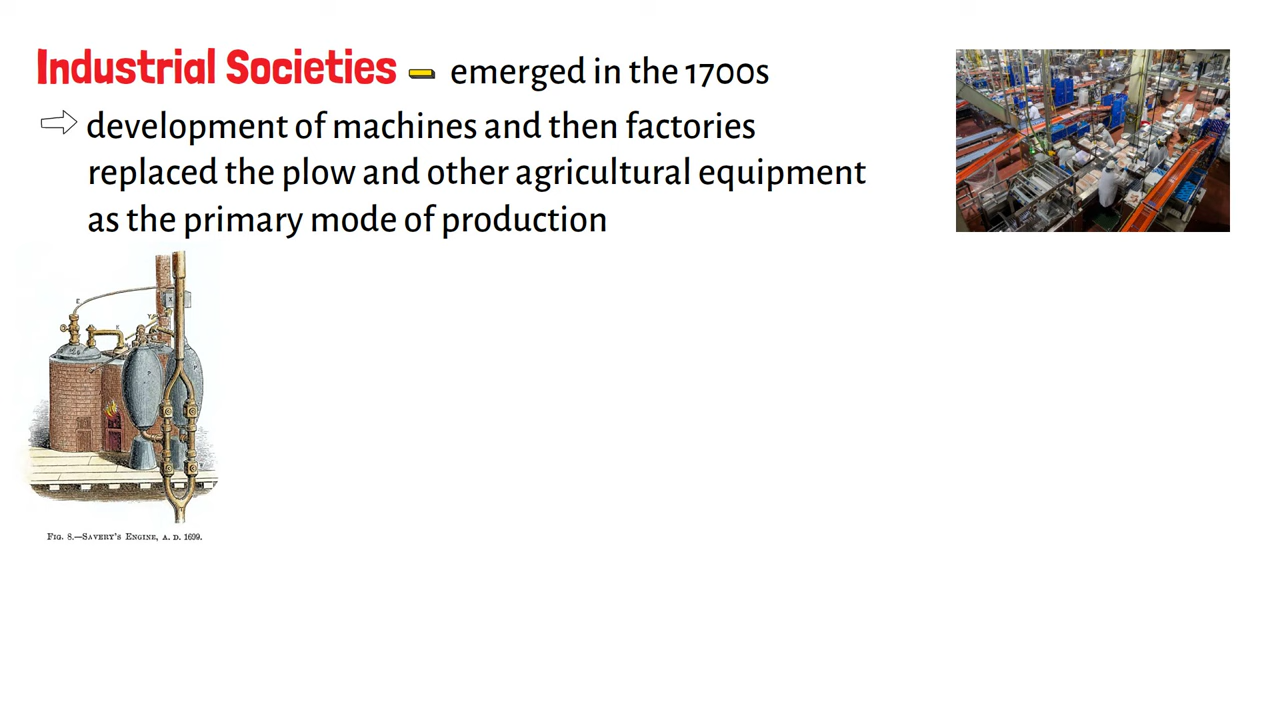 Industrial Societies - emerged in the 1700s
development of machines and then factories
replaced the plow and other agricultural equipment
as the primary mode of production
Fig. 8.—Savery's Engine, A. D. 1699.